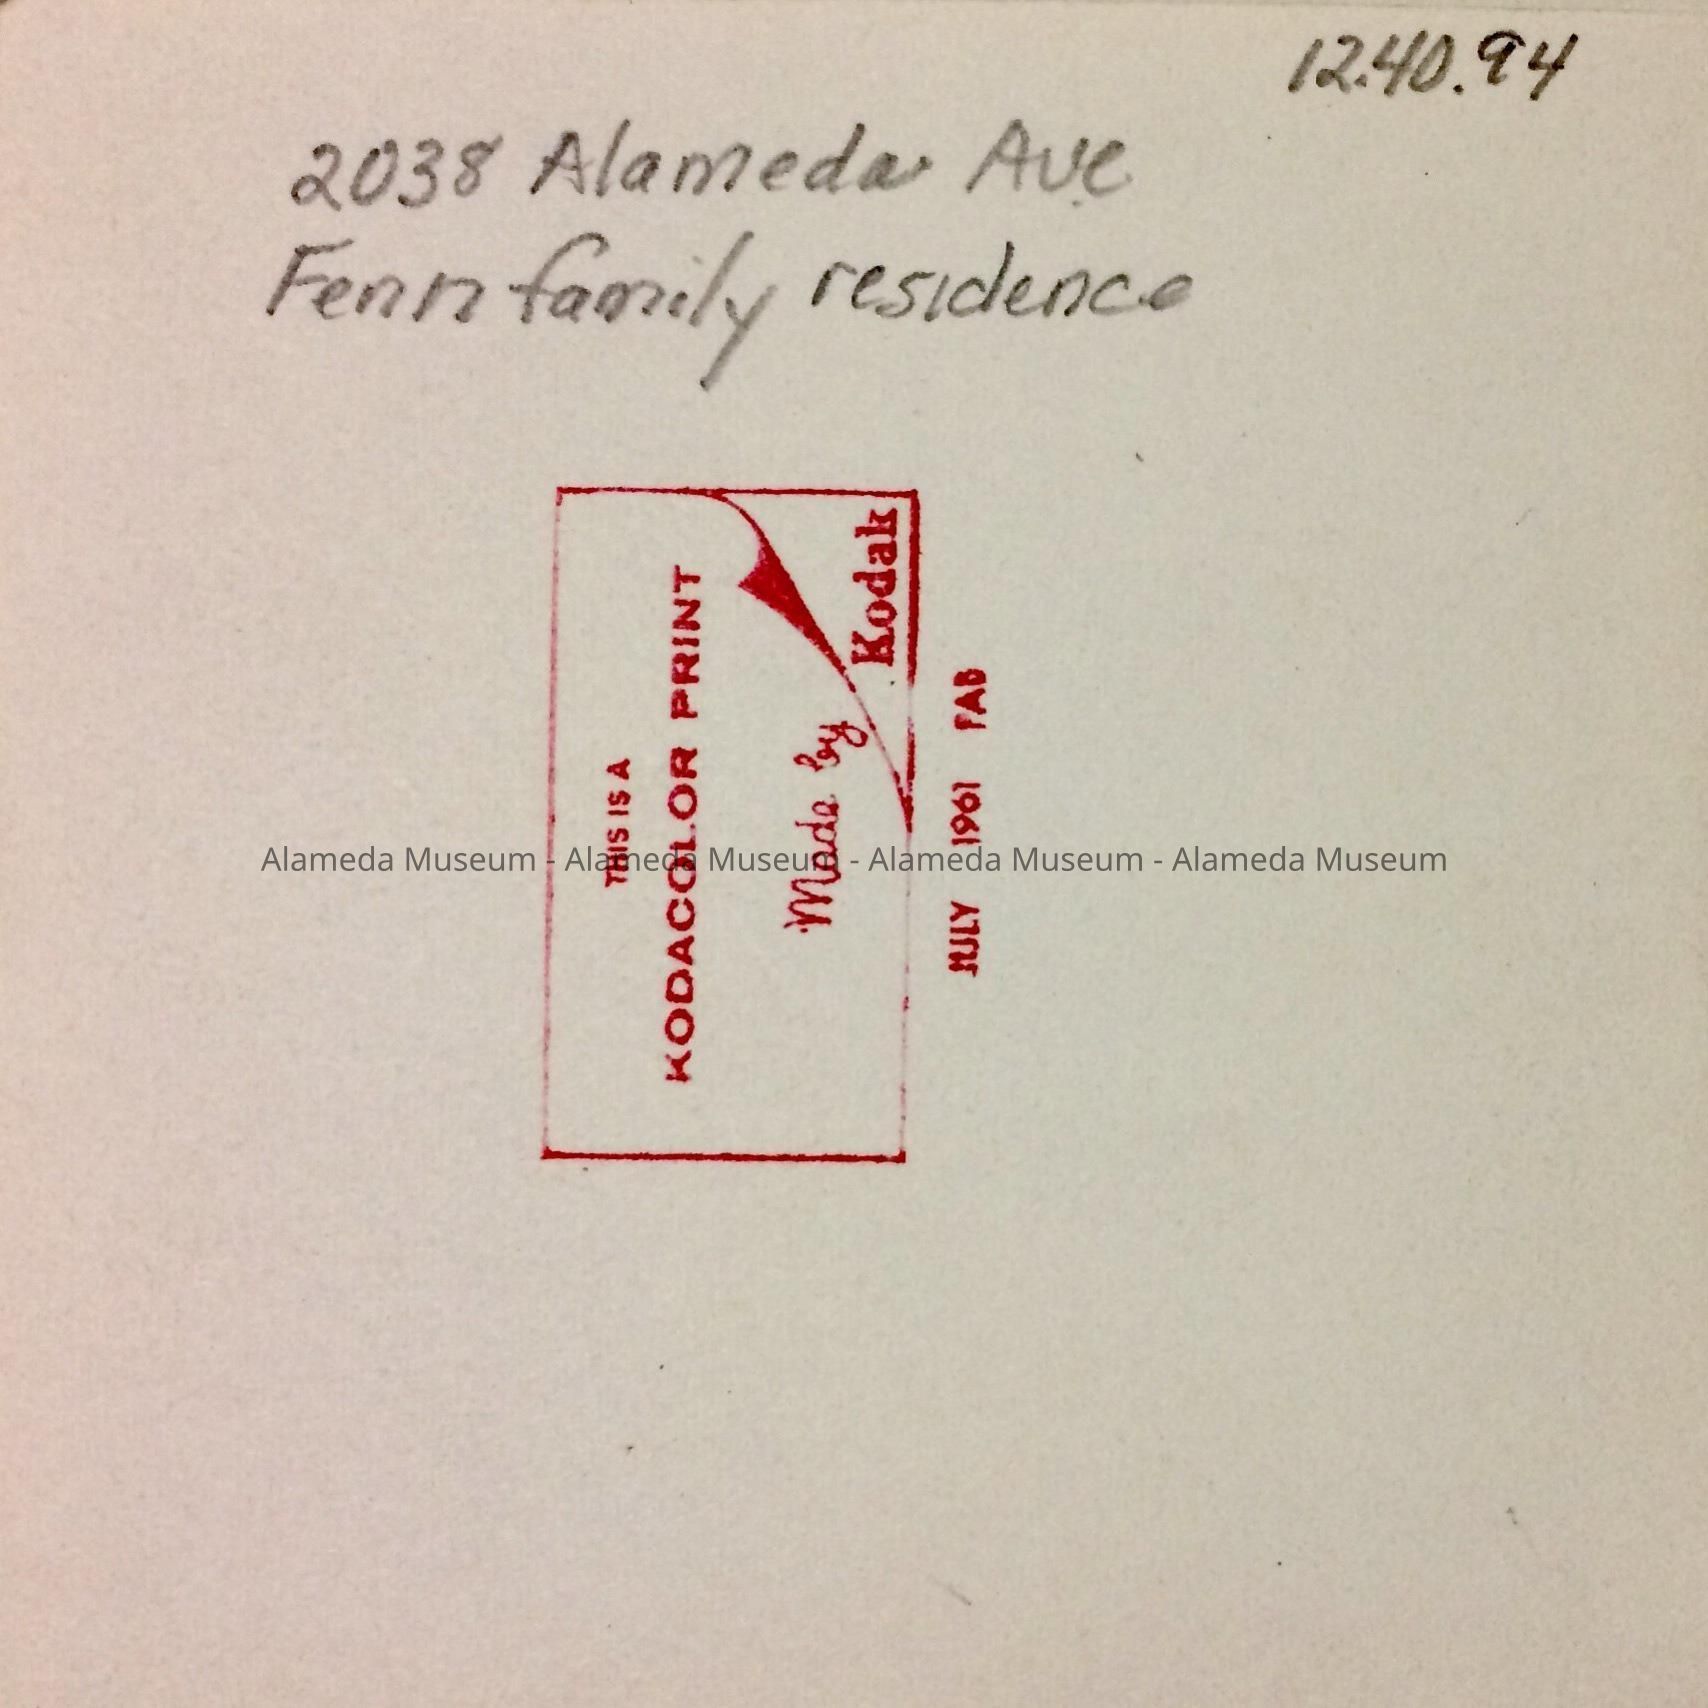 12.40.94
2038 Alameda Ave
Fenn family residence
THIS IS A
KODACOLOR PRINT
Made by
Kodak
JULY 1961 FAB
Alameda Museum - Alameda Museum - Alameda Museum - Alameda Museum